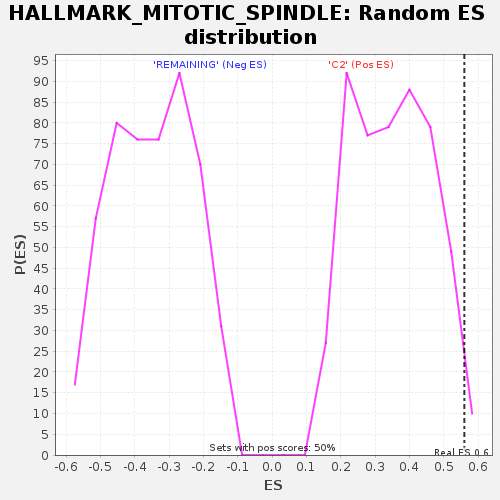 HALLMARK_MITOTIC_SPINDLE: Random ES
distribution
'REMAINING' (Neg ES) 'C2' (Pos ES)
95
90
85
80
75
70
65
60
55
50
45
40
35
30
25
20
15
10
5
0
P(ES)
Sets with pos scores: 50%
Real ES 0.6
-0.6 -0.5 -0.4 -0.3 -0.2 -0.1 0.0 0.1 0.2 0.3 0.4 0.5 0.6
ES